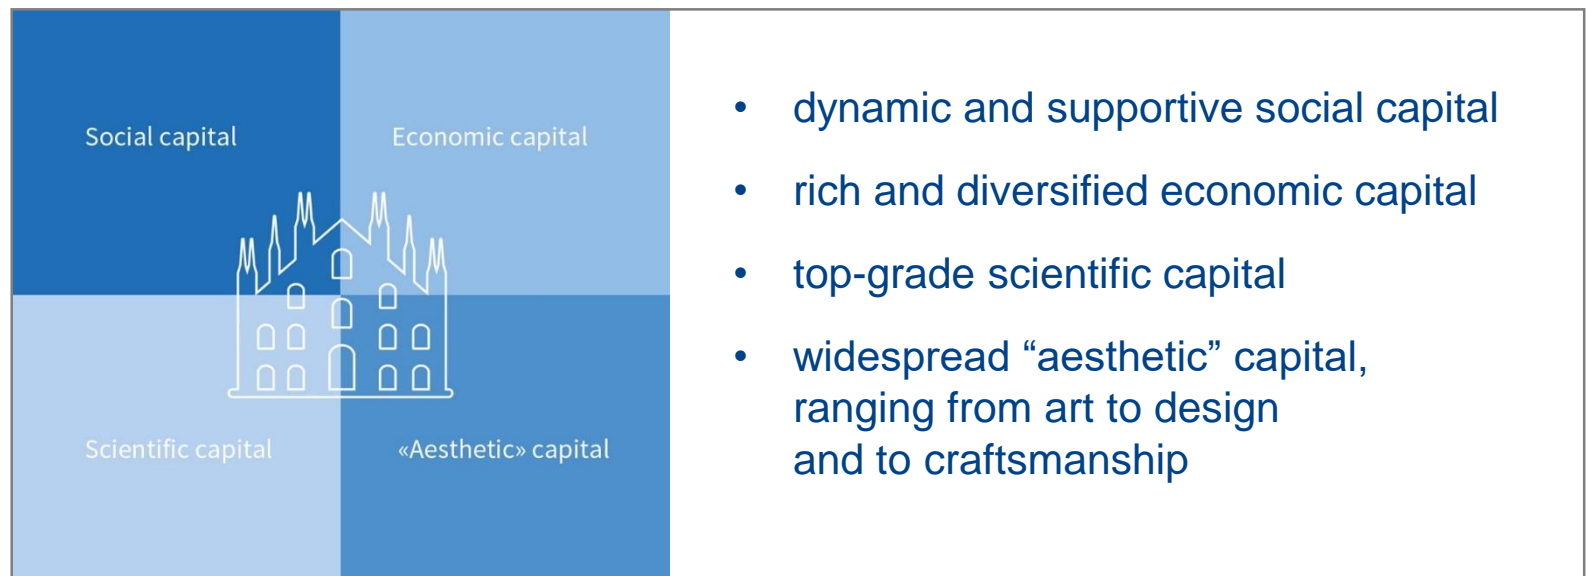 Social capital
Economic capital
Scientific capital
«Aesthetic» capital
• dynamic and supportive social capital
• rich and diversified economic capital
• top-grade scientific capital
• widespread “aesthetic” capital,
ranging from art to design
and to craftsmanship